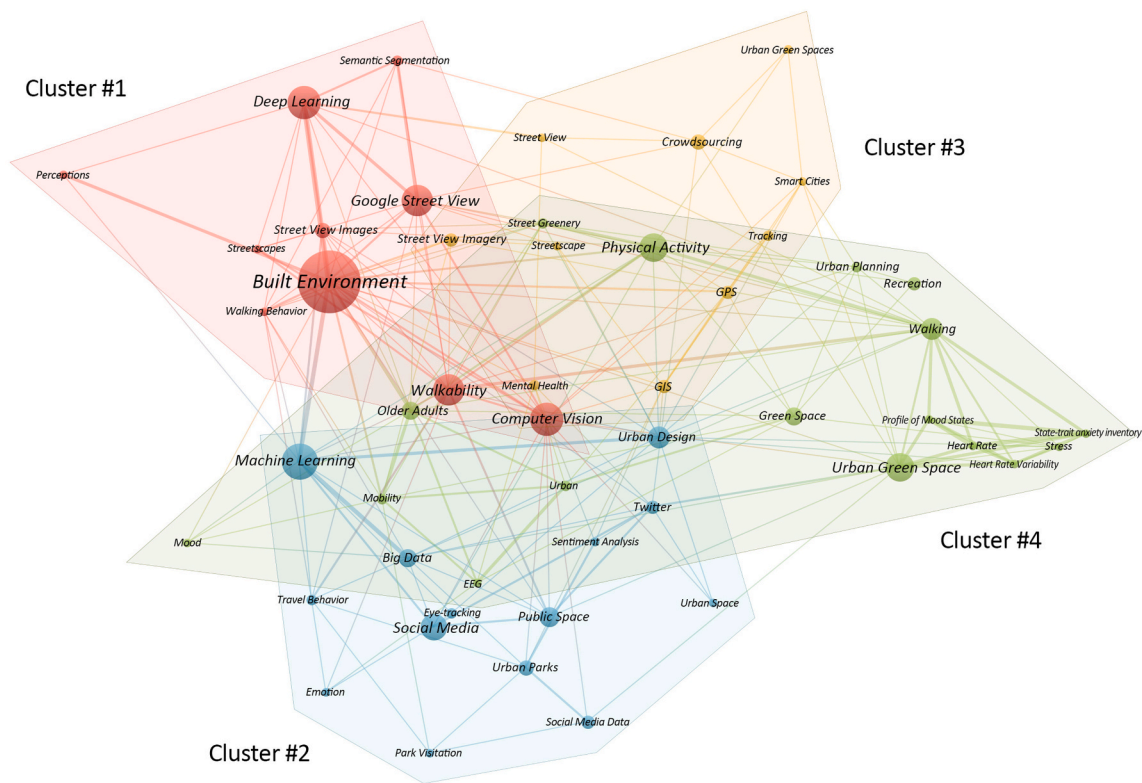 Urban Green Spaces
Semantic Segmentation
Cluster #1
Deep Learning
Street View
Crowdsourcing
Cluster #3
Perceptions
Smart Cities
Google Street View
Street Greenery
Street View Images
Street View Imagery
Tracking
Streetscapes
Streetscape
Physical Activity
Urban Planning
Built Environment
Recreation
GPS
Walking Behavior
Walking
Mental Health
GIS
Walkability
Older Adults
Computer Vision
Green Space
Profile of Mood States
Urban Design
State-trait anxiety inventory
Heart Rate
Stress
Machine Learning
Urban Green Space
Heart Rate Variability
Urban
Mobility
Twitter
Mood
Sentiment Analysis
Cluster #4
Big Data
EEG
Travel Behavior
Urban Space
Eye-tracking
Public Space
Social Media
Urban Parks
Emotion
Social Media Data
Cluster #2
Park Visitation